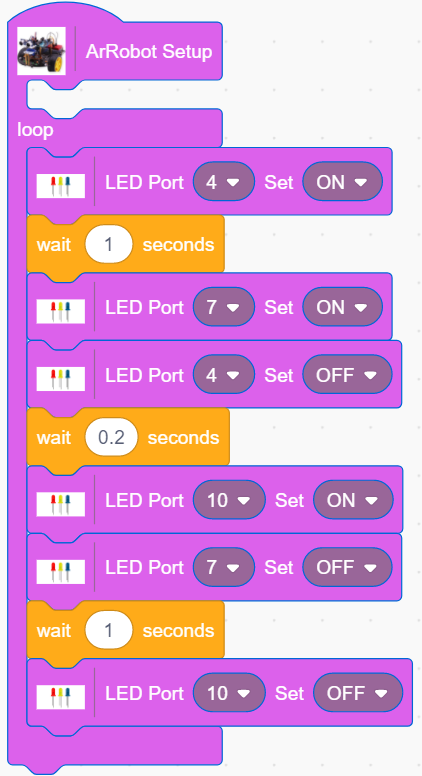 ArRobot Setup
loop
LED Port 4 Set ON
wait 1 seconds
LED Port 7 Set ON
LED Port 4 Set OFF
wait 0.2 seconds
LED Port 10 Set ON
LED Port 7 Set OFF
wait 1 seconds
LED Port 10 Set OFF